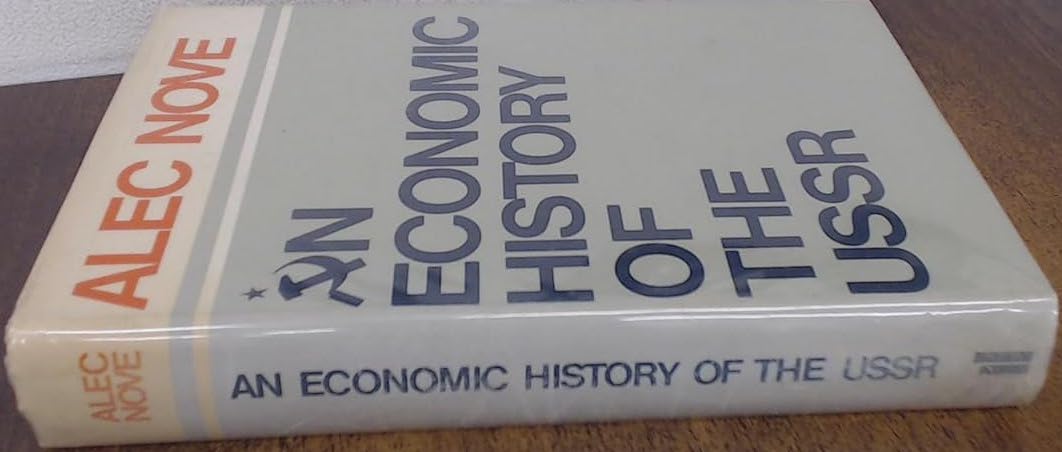 ALEC NOVE
AN
ECONOMIC
HISTORY
OF
THE
USSR
ALEC
NOVE
AN ECONOMIC HISTORY OF THE USSR